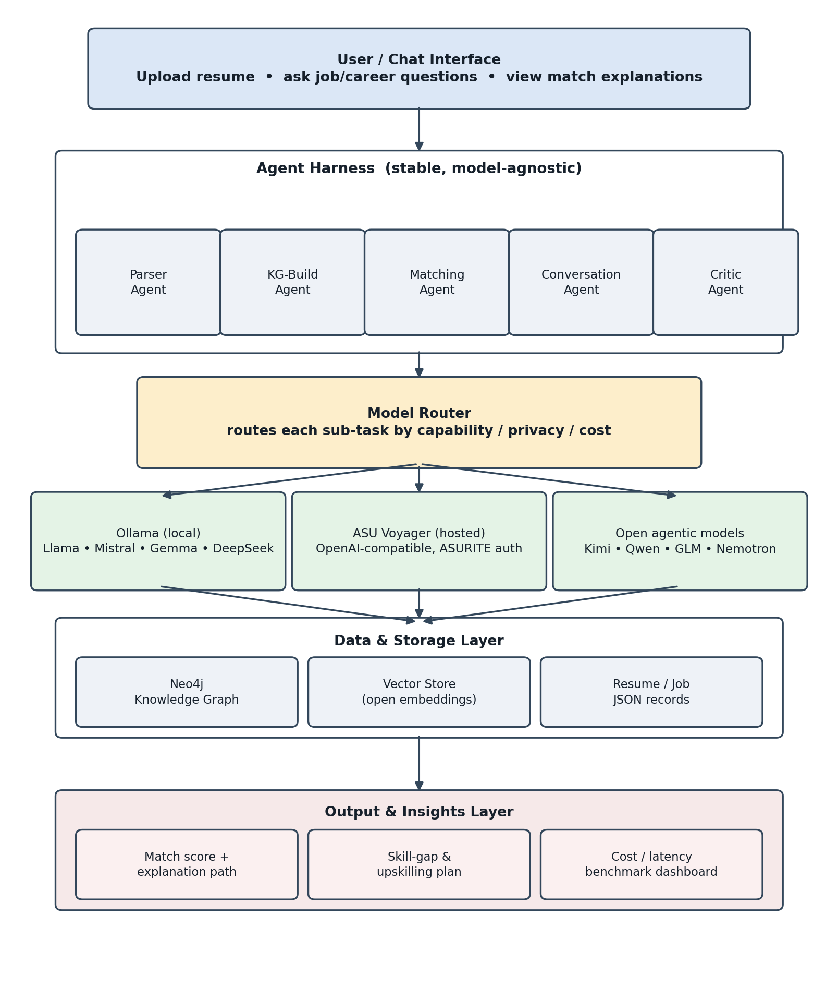 User / Chat Interface
Upload resume • ask job/career questions • view match explanations
Agent Harness (stable, model-agnostic)
Parser
Agent
KG-Build
Agent
Matching
Agent
Conversation
Agent
Critic
Agent
Model Router
routes each sub-task by capability / privacy / cost
Ollama (local)
Llama • Mistral • Gemma • DeepSeek
ASU Voyager (hosted)
OpenAI-compatible, ASURITE auth
Open agentic models
Kimi • Qwen • GLM • Nemotron
Data & Storage Layer
Neo4j
Knowledge Graph
Vector Store
(open embeddings)
Resume / Job
JSON records
Output & Insights Layer
Match score +
explanation path
Skill-gap &
upskilling plan
Cost / latency
benchmark dashboard